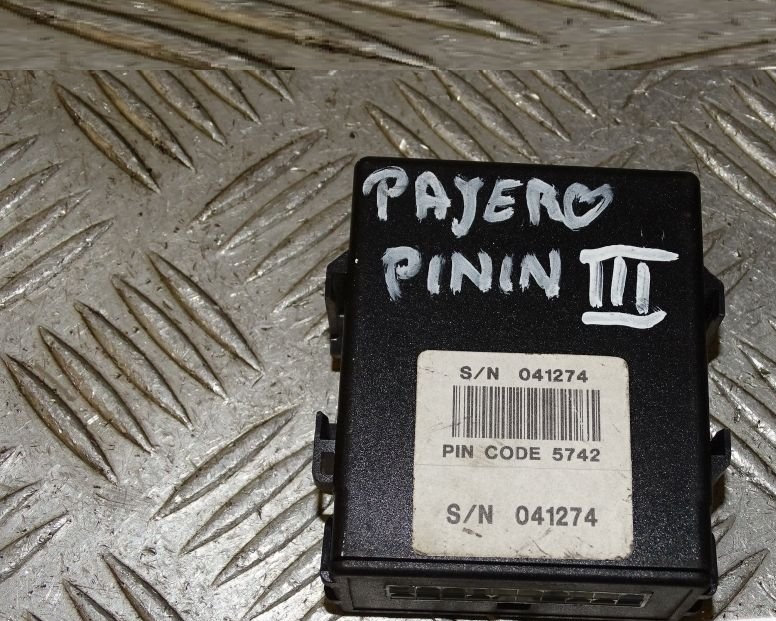 PAJERO
PININ III
S/N 041274
PIN CODE 5742
S/N 041274